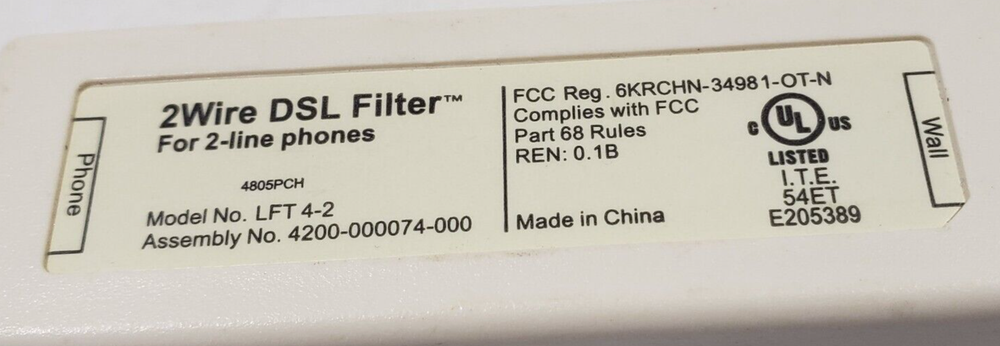 Phone
2Wire DSL Filter™
For 2-line phones
4805PCH
Model No. LFT 4-2
Assembly No. 4200-000074-000
FCC Reg. 6KRCHN-34981-OT-N
Complies with FCC
Part 68 Rules
REN: 0.1B
Made in China
C UL US
LISTED
I.T.E.
54ET
E205389
Wall